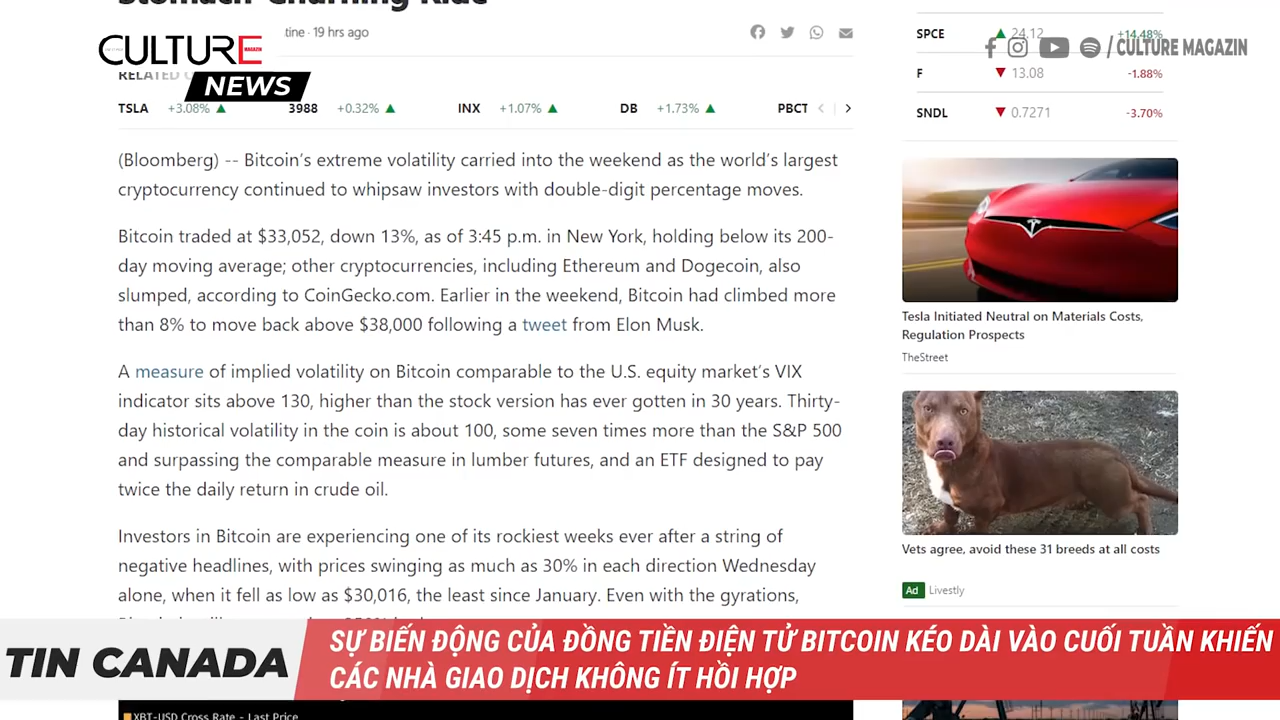 CULTURE
MAGAZIN
NEWS
tine · 19 hrs ago
RELATED
TSLA +3.08% 3988 +0.32% INX +1.07% DB +1.73% PBCT
(Bloomberg) -- Bitcoin's extreme volatility carried into the weekend as the world's largest
cryptocurrency continued to whipsaw investors with double-digit percentage moves.
Bitcoin traded at $33,052, down 13%, as of 3:45 p.m. in New York, holding below its 200-
day moving average; other cryptocurrencies, including Ethereum and Dogecoin, also
slumped, according to CoinGecko.com. Earlier in the weekend, Bitcoin had climbed more
than 8% to move back above $38,000 following a tweet from Elon Musk.
A measure of implied volatility on Bitcoin comparable to the U.S. equity market's VIX
indicator sits above 130, higher than the stock version has ever gotten in 30 years. Thirty-
day historical volatility in the coin is about 100, some seven times more than the S&P 500
and surpassing the comparable measure in lumber futures, and an ETF designed to pay
twice the daily return in crude oil.
Investors in Bitcoin are experiencing one of its rockiest weeks ever after a string of
negative headlines, with prices swinging as much as 30% in each direction Wednesday
alone, when it fell as low as $30,016, the least since January. Even with the gyrations,
XBT-USD Cross Rate - Last Price
SPCE 24.12 +14.48%
/ CULTURE MAGAZIN
F 13.08 -1.88%
SNDL 0.7271 -3.70%
Tesla Initiated Neutral on Materials Costs,
Regulation Prospects
TheStreet
Vets agree, avoid these 31 breeds at all costs
Ad Livestly
TIN CANADA
SỰ BIẾN ĐỘNG CỦA ĐỒNG TIỀN ĐIỆN TỬ BITCOIN KÉO DÀI VÀO CUỐI TUẦN KHIẾN
CÁC NHÀ GIAO DỊCH KHÔNG ÍT HỒI HỘP